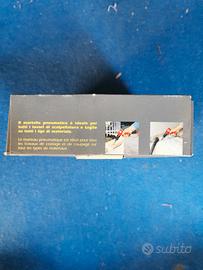 Il martello pneumatico è ideale per
tutti i lavori di scalpellatura e taglio
su tutti i tipi di materiale.
Le marteau pneumatique est idéal pour tous
les travaux de ciselage et de coupage sur
tout les types de matériaux.
subito